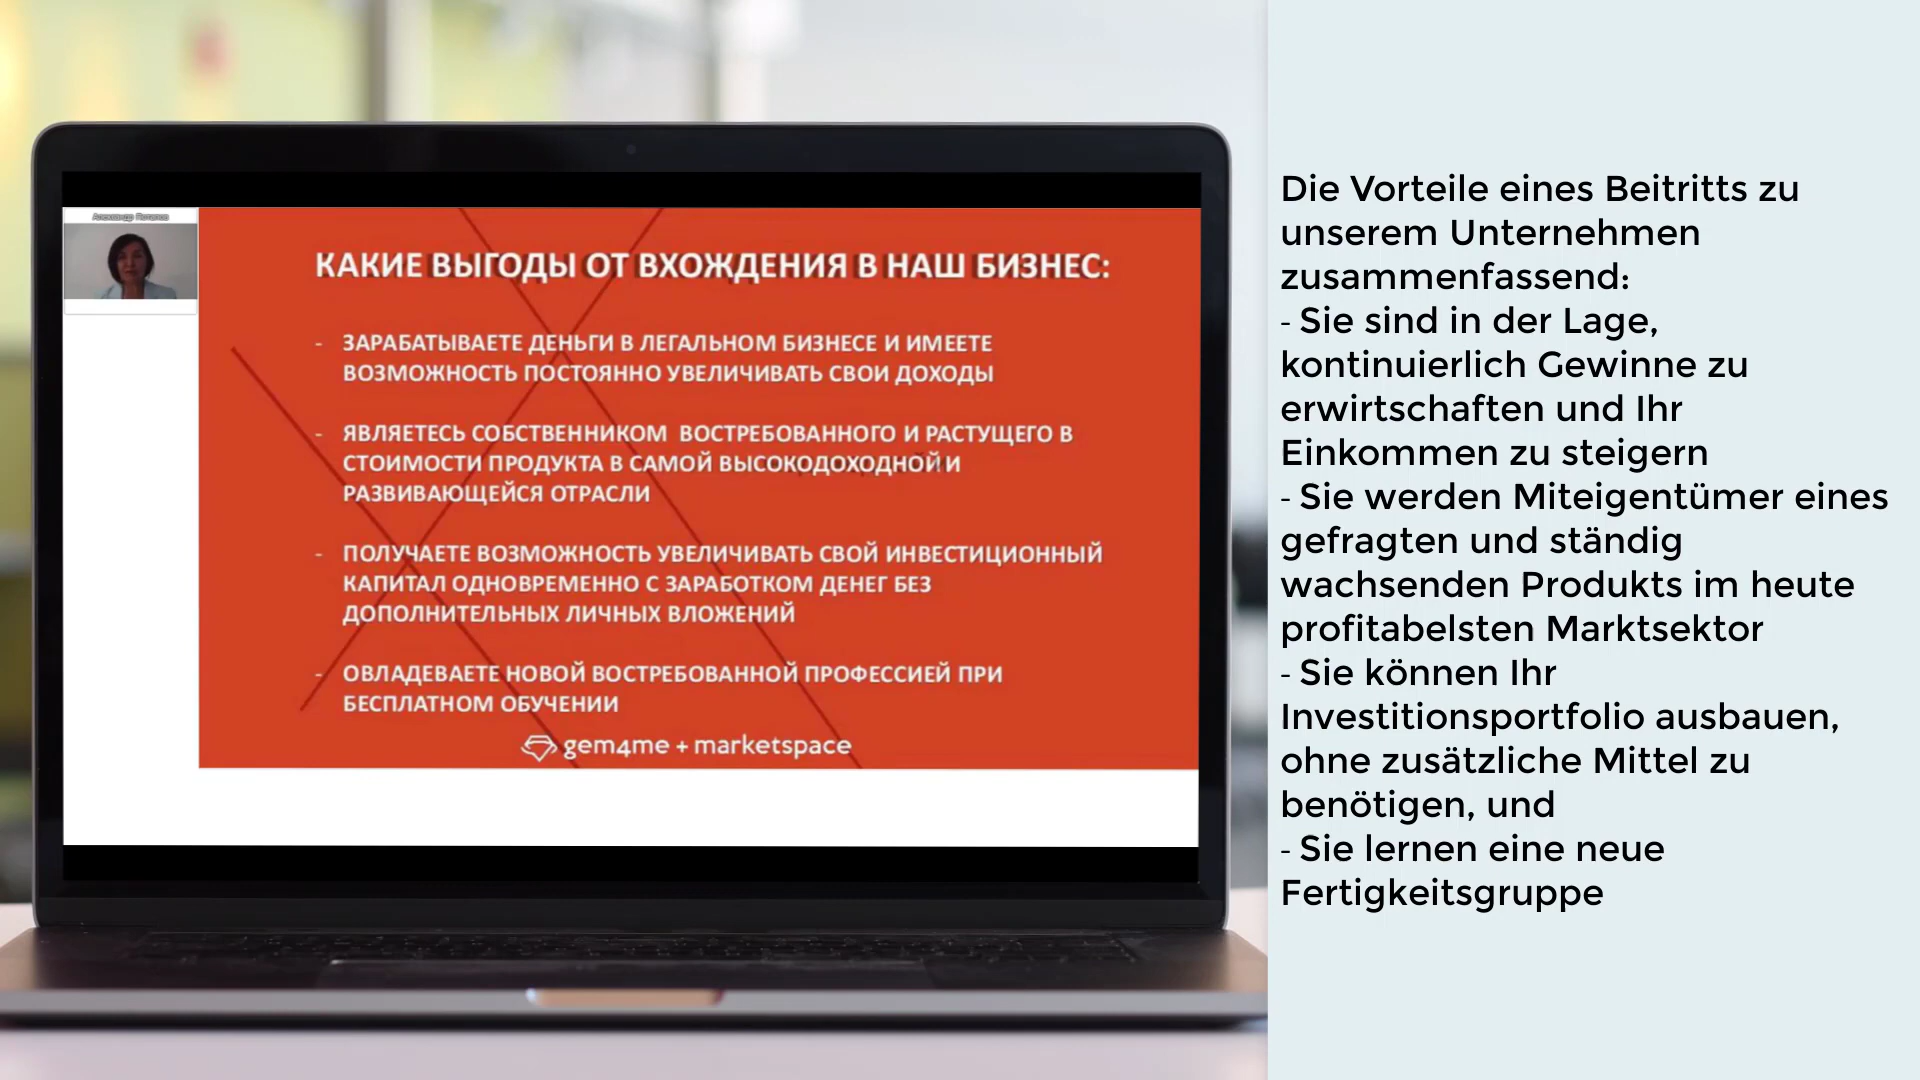 Александр Потапов
КАКИЕ ВЫГОДЫ ОТ ВХОЖДЕНИЯ В НАШ БИЗНЕС:
- ЗАРАБАТЫВАЕТЕ ДЕНЬГИ В ЛЕГАЛЬНОМ БИЗНЕСЕ И ИМЕЕТЕ
ВОЗМОЖНОСТЬ ПОСТОЯННО УВЕЛИЧИВАТЬ СВОИ ДОХОДЫ
- ЯВЛЯЕТЕСЬ СОБСТВЕННИКОМ ВОСТРЕБОВАННОГО И РАСТУЩЕГО В
СТОИМОСТИ ПРОДУКТА В САМОЙ ВЫСОКОДОХОДНОЙ И
РАЗВИВАЮЩЕЙСЯ ОТРАСЛИ
- ПОЛУЧАЕТЕ ВОЗМОЖНОСТЬ УВЕЛИЧИВАТЬ СВОЙ ИНВЕСТИЦИОННЫЙ
КАПИТАЛ ОДНОВРЕМЕННО С ЗАРАБОТКОМ ДЕНЕГ БЕЗ
ДОПОЛНИТЕЛЬНЫХ ЛИЧНЫХ ВЛОЖЕНИЙ
- ОВЛАДЕВАЕТЕ НОВОЙ ВОСТРЕБОВАННОЙ ПРОФЕССИЕЙ ПРИ
БЕСПЛАТНОМ ОБУЧЕНИИ
gem4me + marketspace
Die Vorteile eines Beitritts zu
unserem Unternehmen
zusammenfassend:
- Sie sind in der Lage,
kontinuierlich Gewinne zu
erwirtschaften und Ihr
Einkommen zu steigern
- Sie werden Miteigentümer eines
gefragten und ständig
wachsenden Produkts im heute
profitabelsten Marktsektor
- Sie können Ihr
Investitionsportfolio ausbauen,
ohne zusätzliche Mittel zu
benötigen, und
- Sie lernen eine neue
Fertigkeitsgruppe